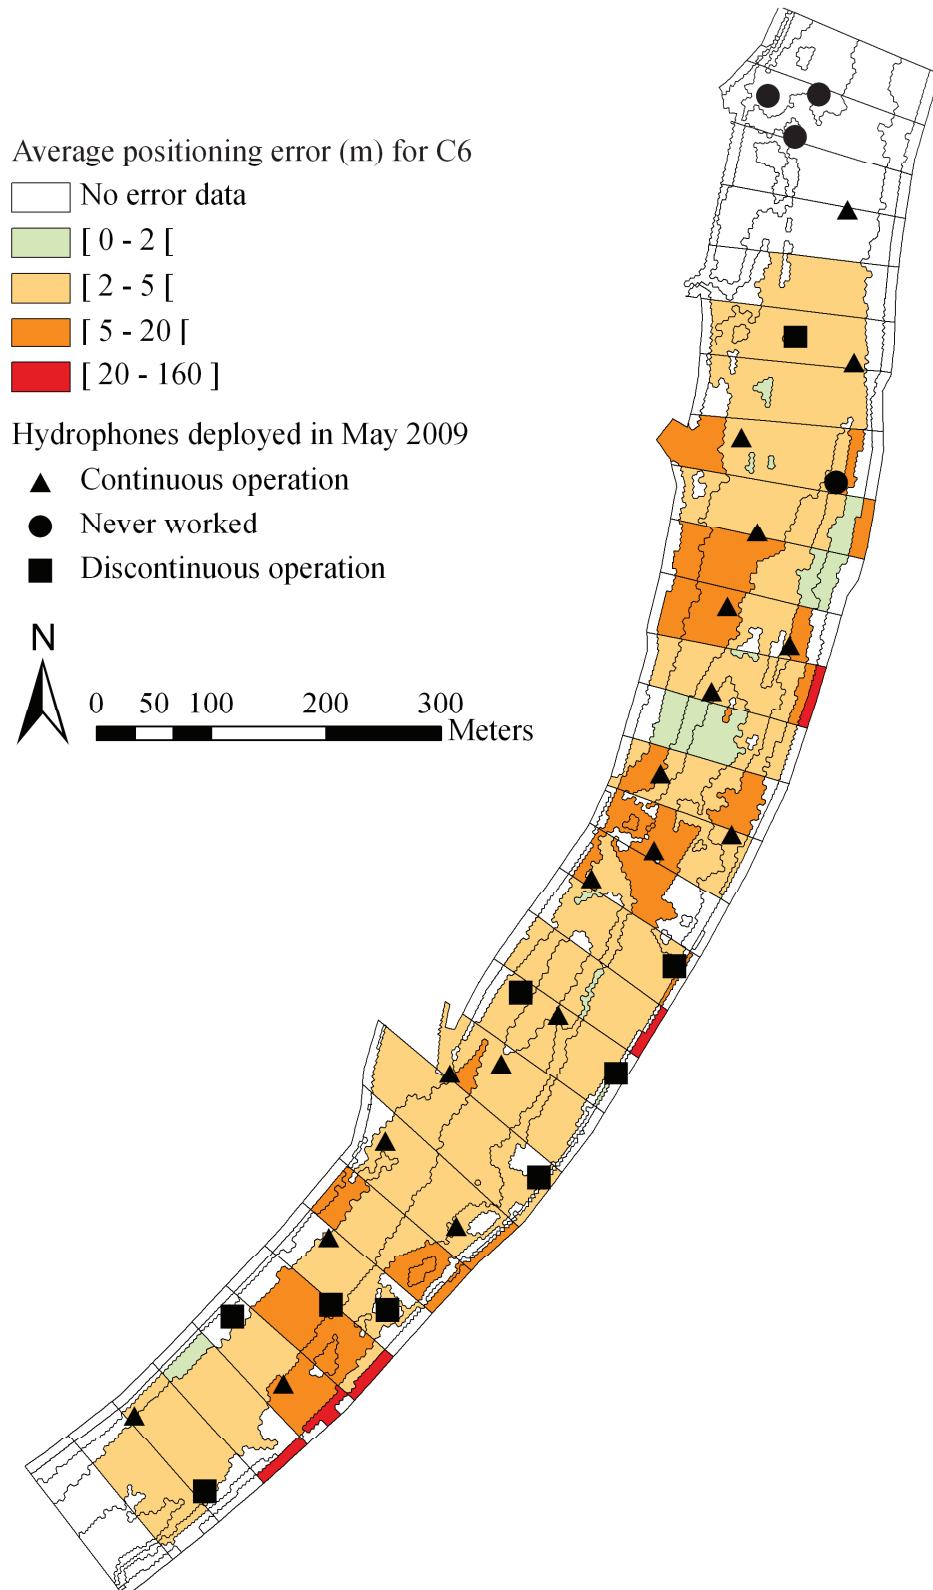 Average positioning error (m) for C6
No error data
[ 0 - 2 [
[ 2 - 5 [
[ 5 - 20 [
[ 20 - 160 ]
Hydrophones deployed in May 2009
Continuous operation
Never worked
Discontinuous operation
N
0 50 100 200 300
Meters